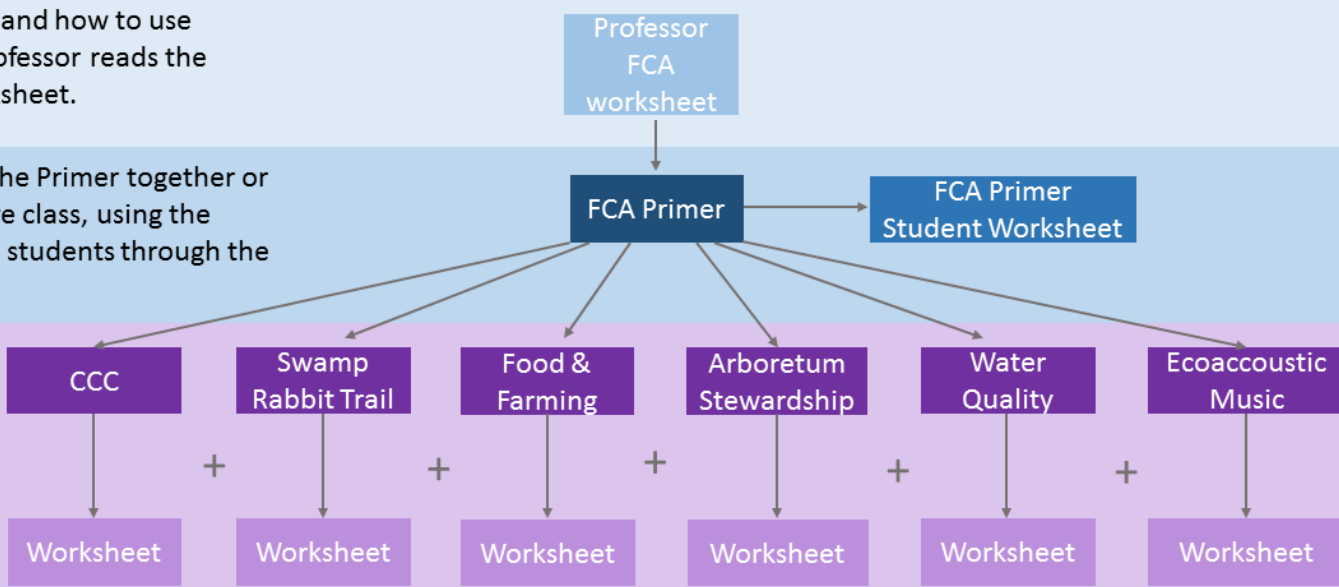 and how to use
ofessor reads the
sheet.
Professor
FCA
worksheet
he Primer together or
e class, using the
students through the
FCA Primer
FCA Primer
Student Worksheet
CCC
Swamp
Rabbit Trail
Food &
Farming
Arboretum
Stewardship
Water
Quality
Ecoaccoustic
Music
+
+
+
+
+
Worksheet
Worksheet
Worksheet
Worksheet
Worksheet
Worksheet